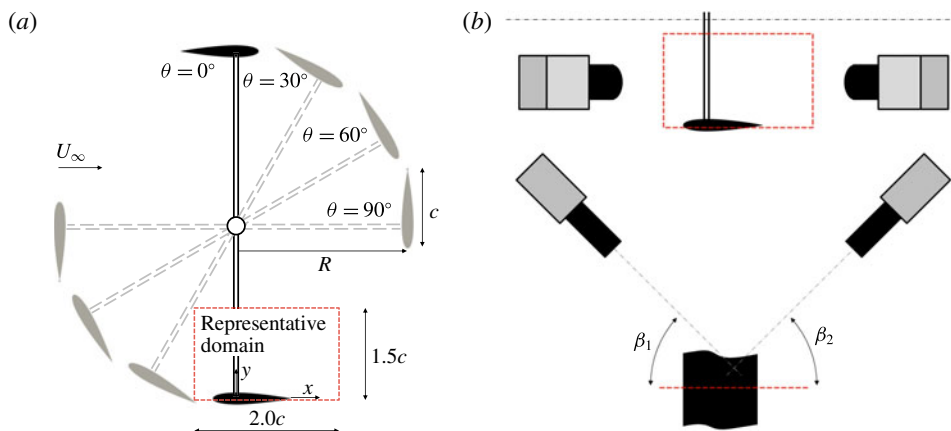 (a)
θ = 0°
θ = 30°
θ = 60°
U∞
θ = 90°
c
R
Representative
domain
1.5c
y
x
2.0c
(b)
β1
β2